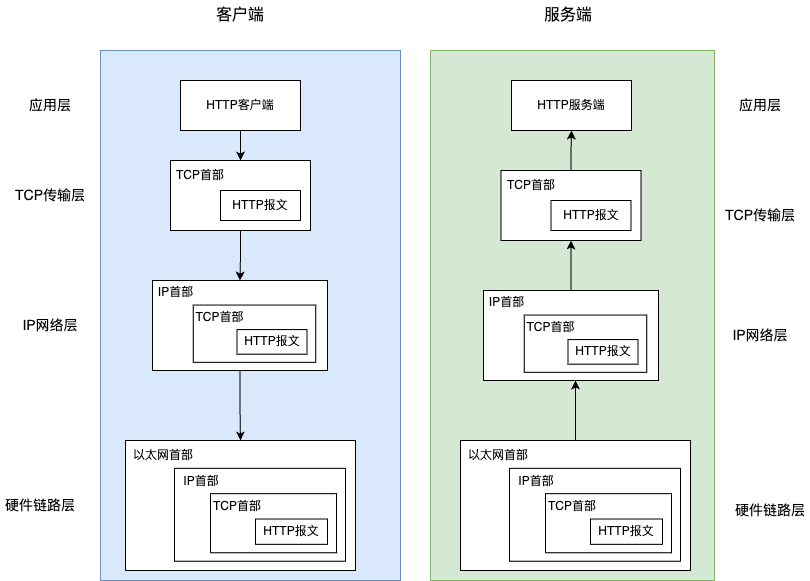 客户端
服务端
应用层
HTTP客户端
HTTP服务端
应用层
TCP传输层
TCP首部
HTTP报文
TCP首部
HTTP报文
TCP传输层
IP网络层
IP首部
TCP首部
HTTP报文
IP首部
TCP首部
HTTP报文
IP网络层
硬件链路层
以太网首部
IP首部
TCP首部
HTTP报文
以太网首部
IP首部
TCP首部
HTTP报文
硬件链路层